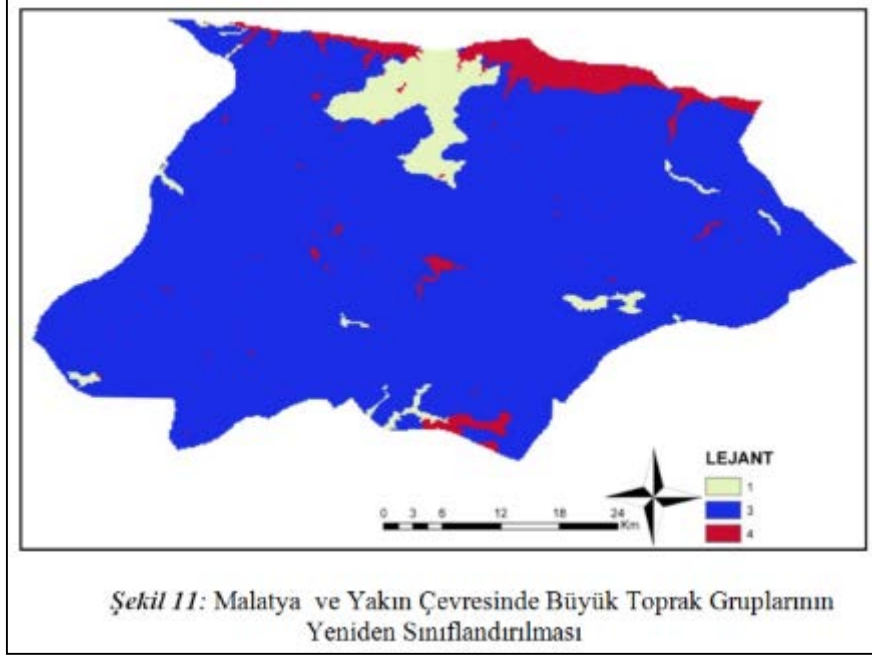 LEJANT
1
3
4
0 3 6 12 18 24
Km
Şekil 11: Malatya ve Yakın Çevresinde Büyük Toprak Gruplarının
Yeniden Sınıflandırılması